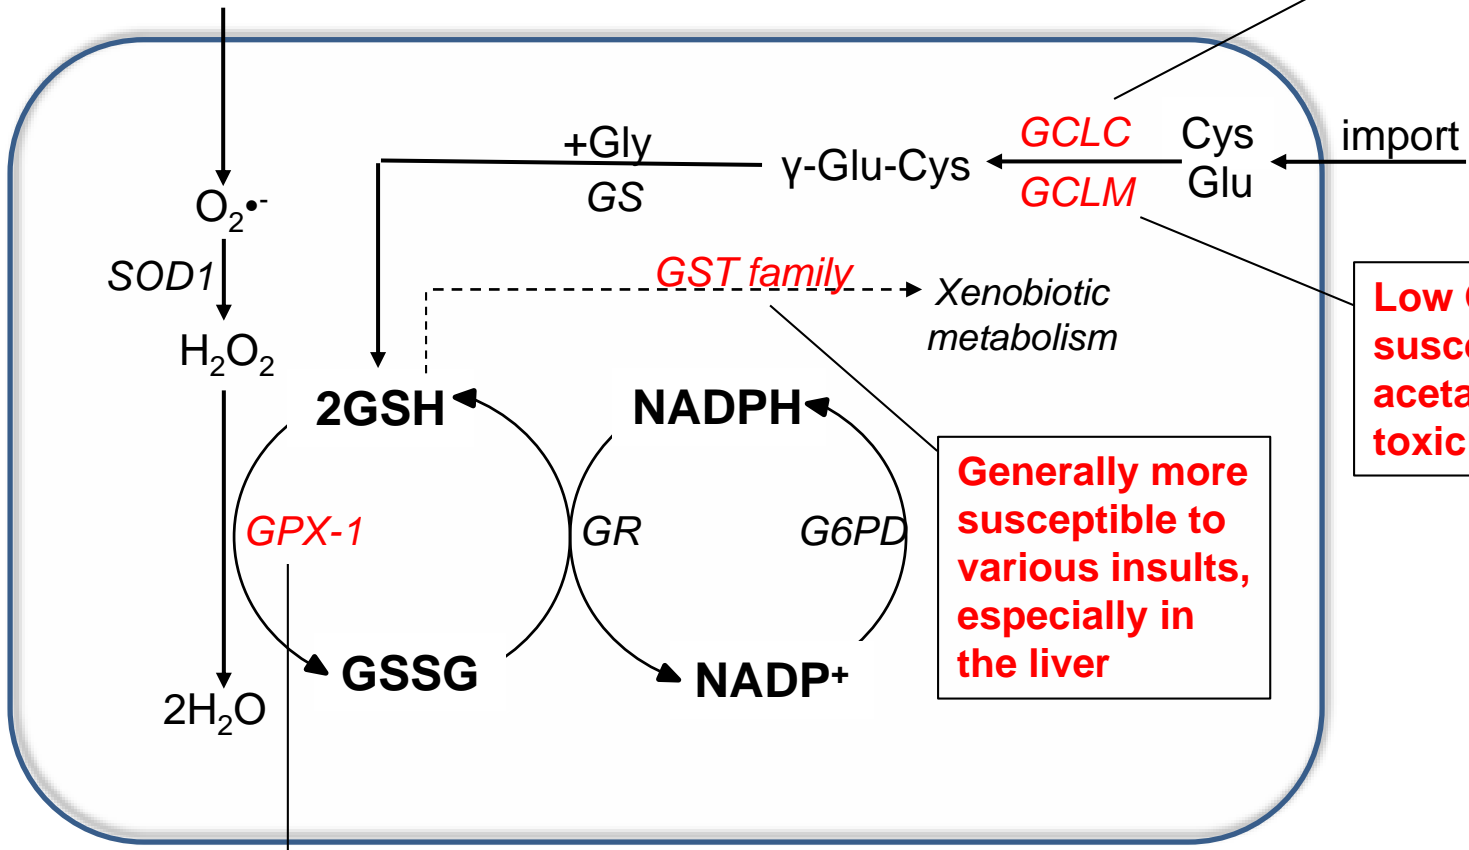 GCLC
Cys
import
+Gly
γ-Glu-Cys
Glu
GS
GCLM
O₂•-
SOD1
GST family
Xenobiotic
metabolism
H₂O₂
Low
2GSH
NADPH
toxic
Generally more
susceptible to
various insults,
especially in
the liver
GPX-1
GR
G6PD
GSSG
NADP⁺
2H₂O